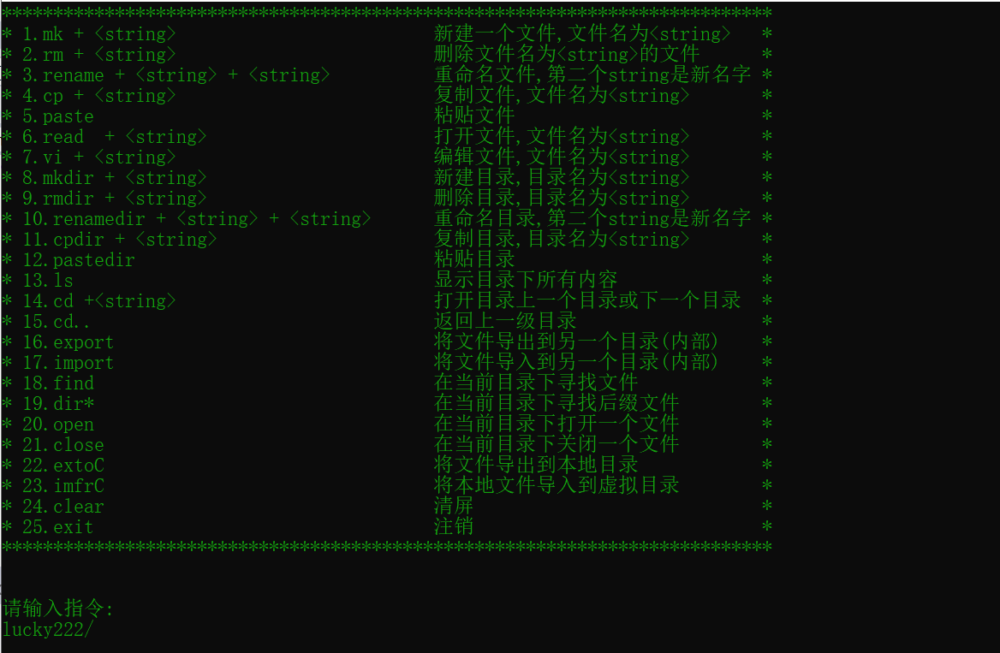 ***************************************************************************
* 1.mk + <string>                         新建一个文件,文件名为<string>   *
* 2.rm + <string>                         删除文件名为<string>的文件      *
* 3.rename + <string> + <string>          重命名文件,第二个string是新名字 *
* 4.cp + <string>                         复制文件,文件名为<string>       *
* 5.paste                                 粘贴文件                        *
* 6.read  + <string>                      打开文件,文件名为<string>       *
* 7.vi + <string>                         编辑文件,文件名为<string>       *
* 8.mkdir + <string>                      新建目录,目录名为<string>       *
* 9.rmdir + <string>                      删除目录,目录名为<string>       *
* 10.renamedir + <string> + <string>      重命名目录,第二个string是新名字 *
* 11.cpdir + <string>                     复制目录,目录名为<string>       *
* 12.pastedir                             粘贴目录                        *
* 13.ls                                   显示目录下所有内容              *
* 14.cd +<string>                         打开目录上一个目录或下一个目录  *
* 15.cd..                                 返回上一级目录                  *
* 16.export                               将文件导出到另一个目录(内部)    *
* 17.import                               将文件导入到另一个目录(内部)    *
* 18.find                                 在当前目录下寻找文件            *
* 19.dir*                                 在当前目录下寻找后缀文件        *
* 20.open                                 在当前目录下打开一个文件        *
* 21.close                                在当前目录下关闭一个文件        *
* 22.extoC                                将文件导出到本地目录            *
* 23.imfrC                                将本地文件导入到虚拟目录        *
* 24.clear                                清屏                            *
* 25.exit                                 注销                            *
***************************************************************************
请输入指令:
lucky222/